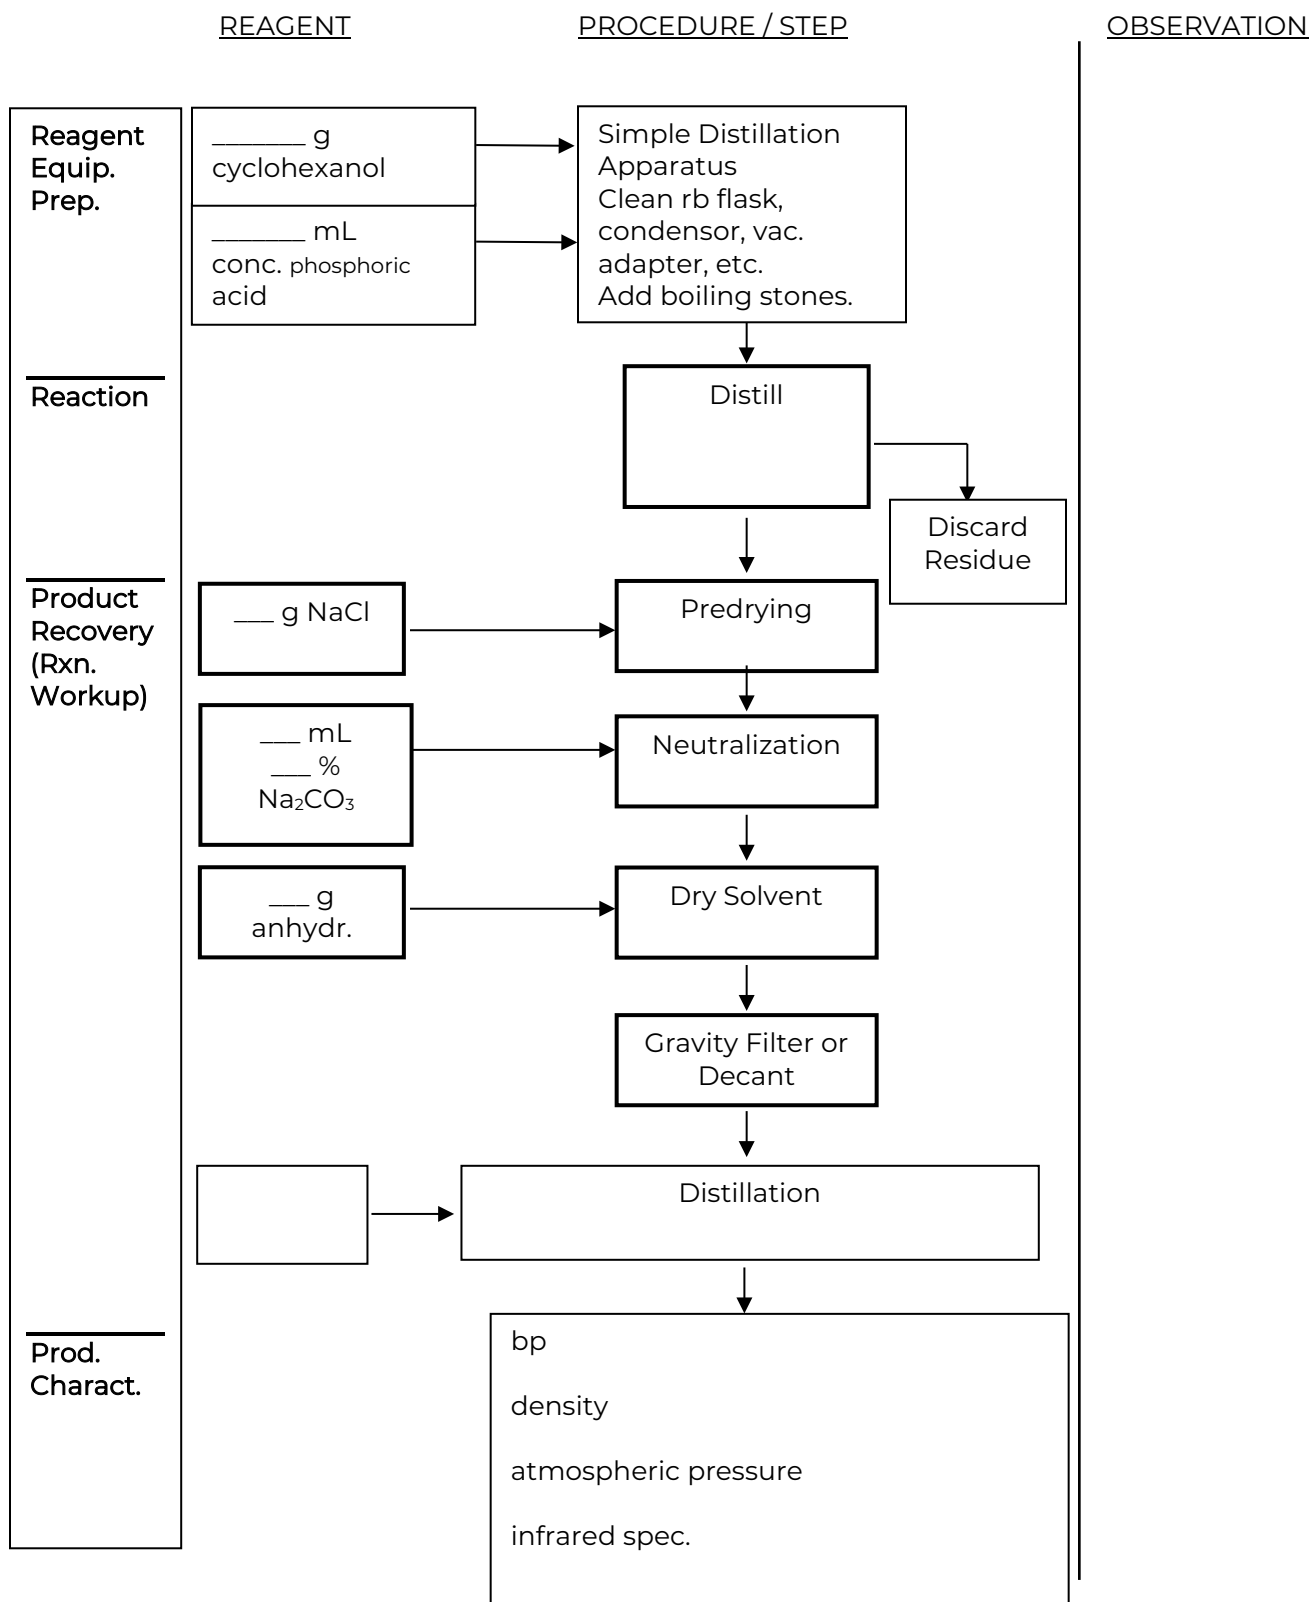 REAGENT
PROCEDURE / STEP
OBSERVATION
Reagent
Equip.
Prep.
_______ g
cyclohexanol
_______ mL
conc. phosphoric
acid
Simple Distillation
Apparatus
Clean rb flask,
condensor, vac.
adapter, etc.
Add boiling stones.
Reaction
Distill
Discard
Residue
Product
Recovery
(Rxn.
Workup)
___ g NaCl
Predrying
___ mL
___ %
Na₂CO₃
Neutralization
___ g
anhydr.
Dry Solvent
Gravity Filter or
Decant
Distillation
Prod.
Charact.
bp
density
atmospheric pressure
infrared spec.